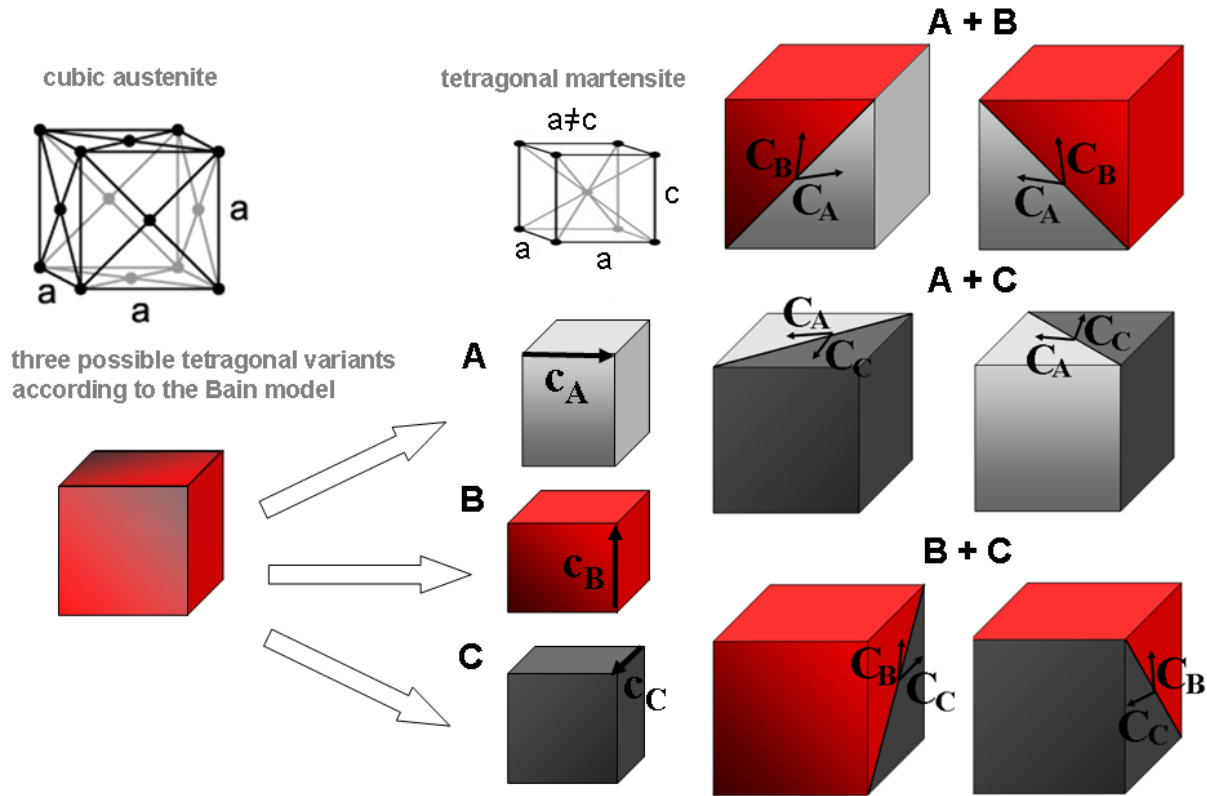 cubic austenite
a
a
a
tetragonal martensite
a≠c
c
a
a
three possible tetragonal variants
according to the Bain model
A
cA
B
cB
C
cC
A + B
CB
CA
CB
CA
A + C
CA
CC
CC
CA
B + C
CB
CC
CB
CC